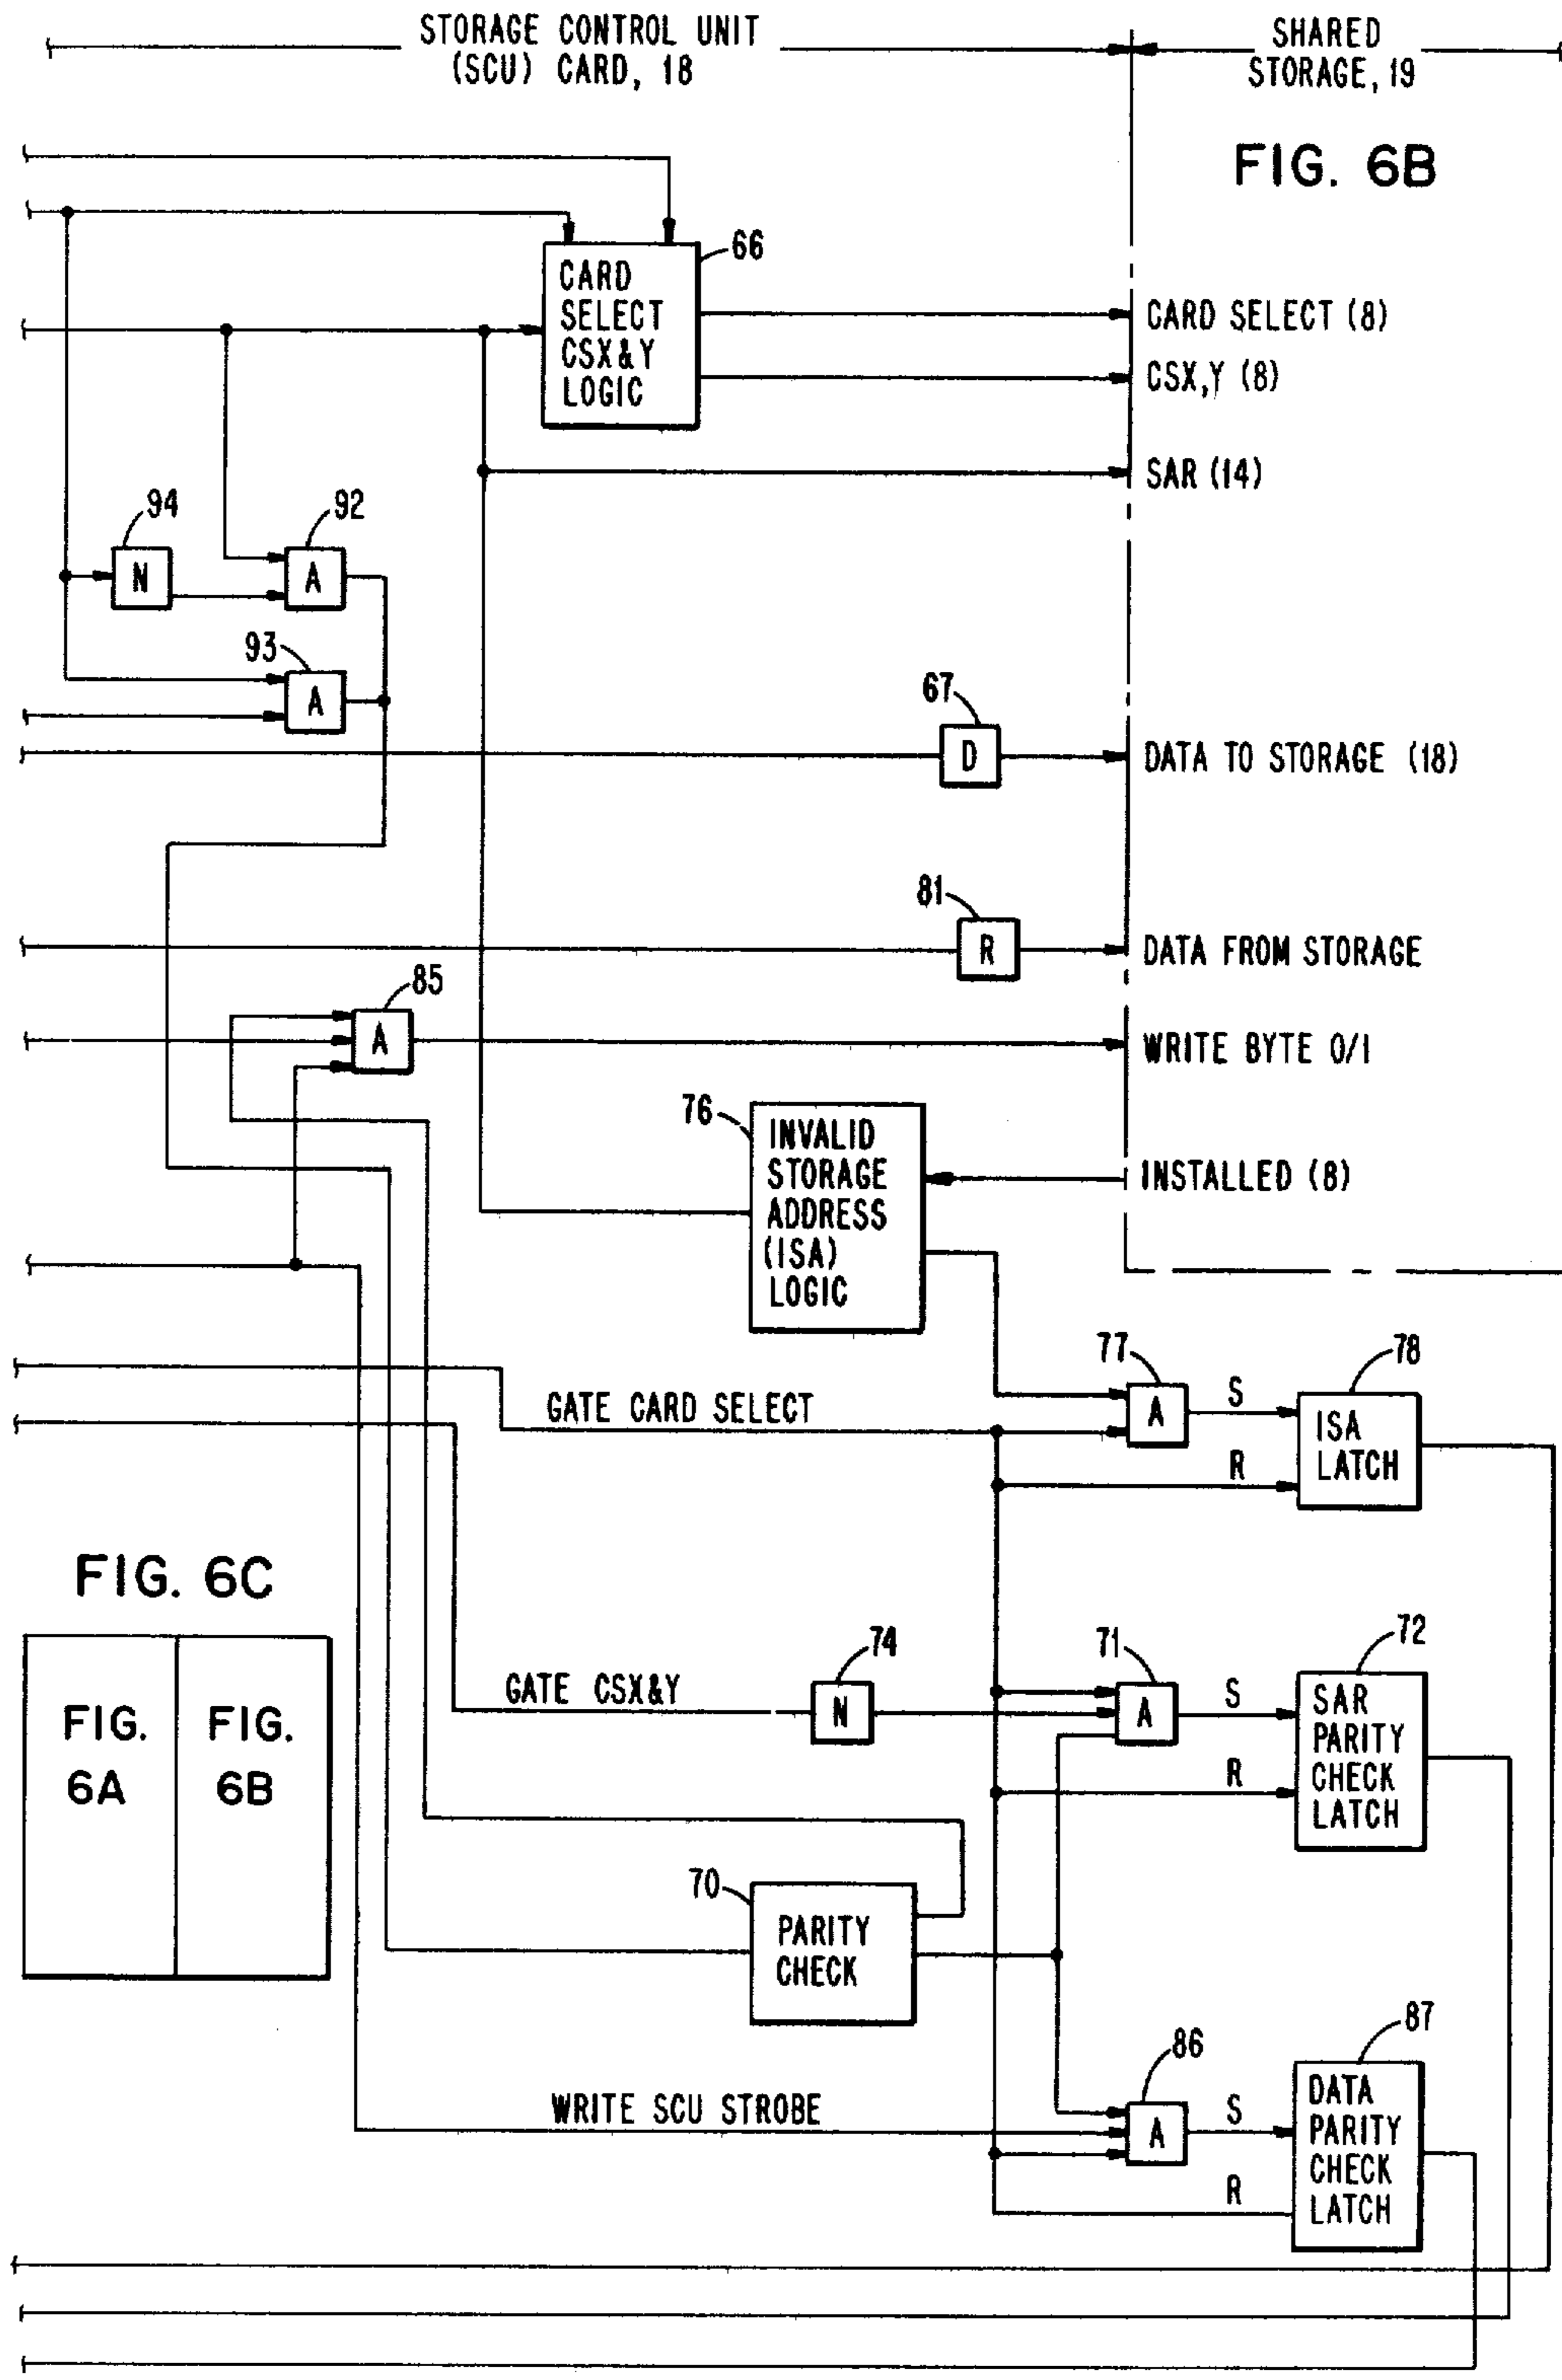 STORAGE CONTROL UNIT
(SCU) CARD, 18
SHARED
STORAGE, 19
FIG. 6B
66
CARD
SELECT
CSX&Y
LOGIC
CARD SELECT (8)
CSX,Y (8)
SAR (14)
94
N
92
A
93
A
67
D
DATA TO STORAGE (18)
81
R
DATA FROM STORAGE
85
A
WRITE BYTE 0/1
76
INVALID
STORAGE
ADDRESS
(ISA)
LOGIC
INSTALLED (8)
77
A
S
78
ISA
LATCH
GATE CARD SELECT
R
FIG. 6C
FIG.
6A
FIG.
6B
GATE CSX&Y
74
N
71
A
S
72
SAR
PARITY
CHECK
LATCH
R
70
PARITY
CHECK
WRITE SCU STROBE
86
A
S
87
DATA
PARITY
CHECK
LATCH
R